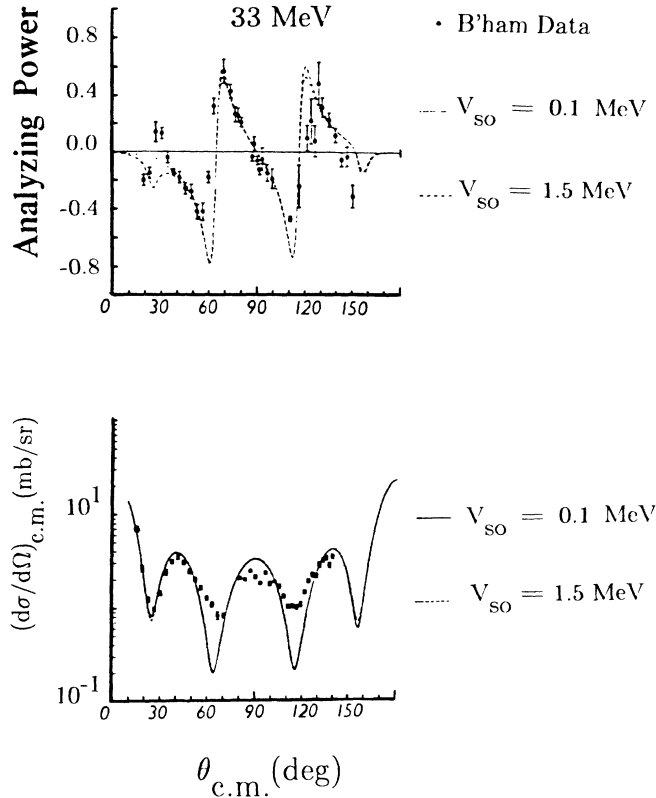 33 MeV
Analyzing Power
0.8
0.4
0.0
-0.4
-0.8
0 30 60 90 120 150
· B'ham Data
V_so = 0.1 MeV
V_so = 1.5 MeV
(dσ/dΩ)_c.m.(mb/sr)
10^1
10^-1
0 30 60 90 120 150
θ_c.m.(deg)
V_so = 0.1 MeV
V_so = 1.5 MeV